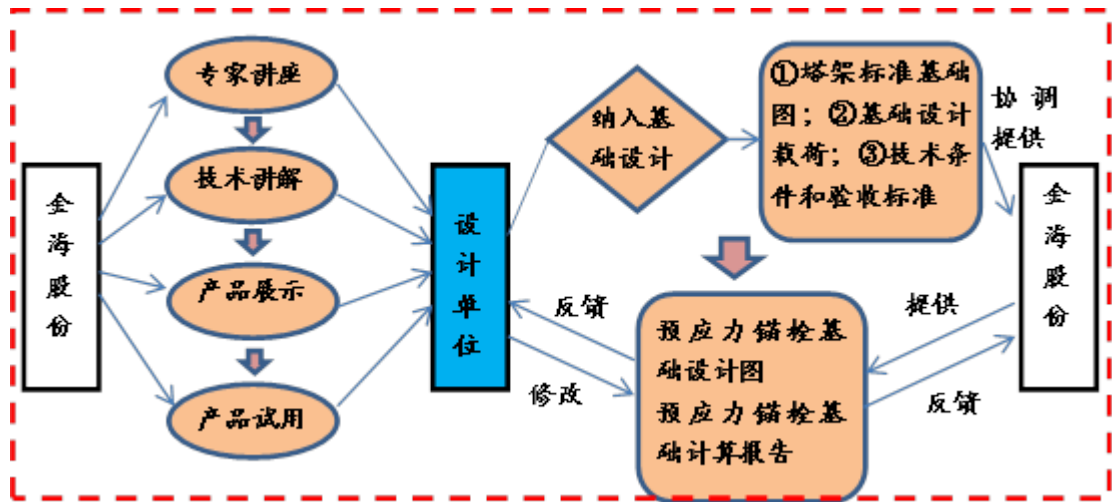 金海股份
专家讲座
技术讲解
产品展示
产品试用
设计单位
纳入基
础设计
①塔架标准基础
图；②基础设计
载荷；③技术条
件和验收标准
协调
提供
金海股份
反馈
修改
预应力锚栓基
础设计图
预应力锚栓基
础计算报告
提供
反馈